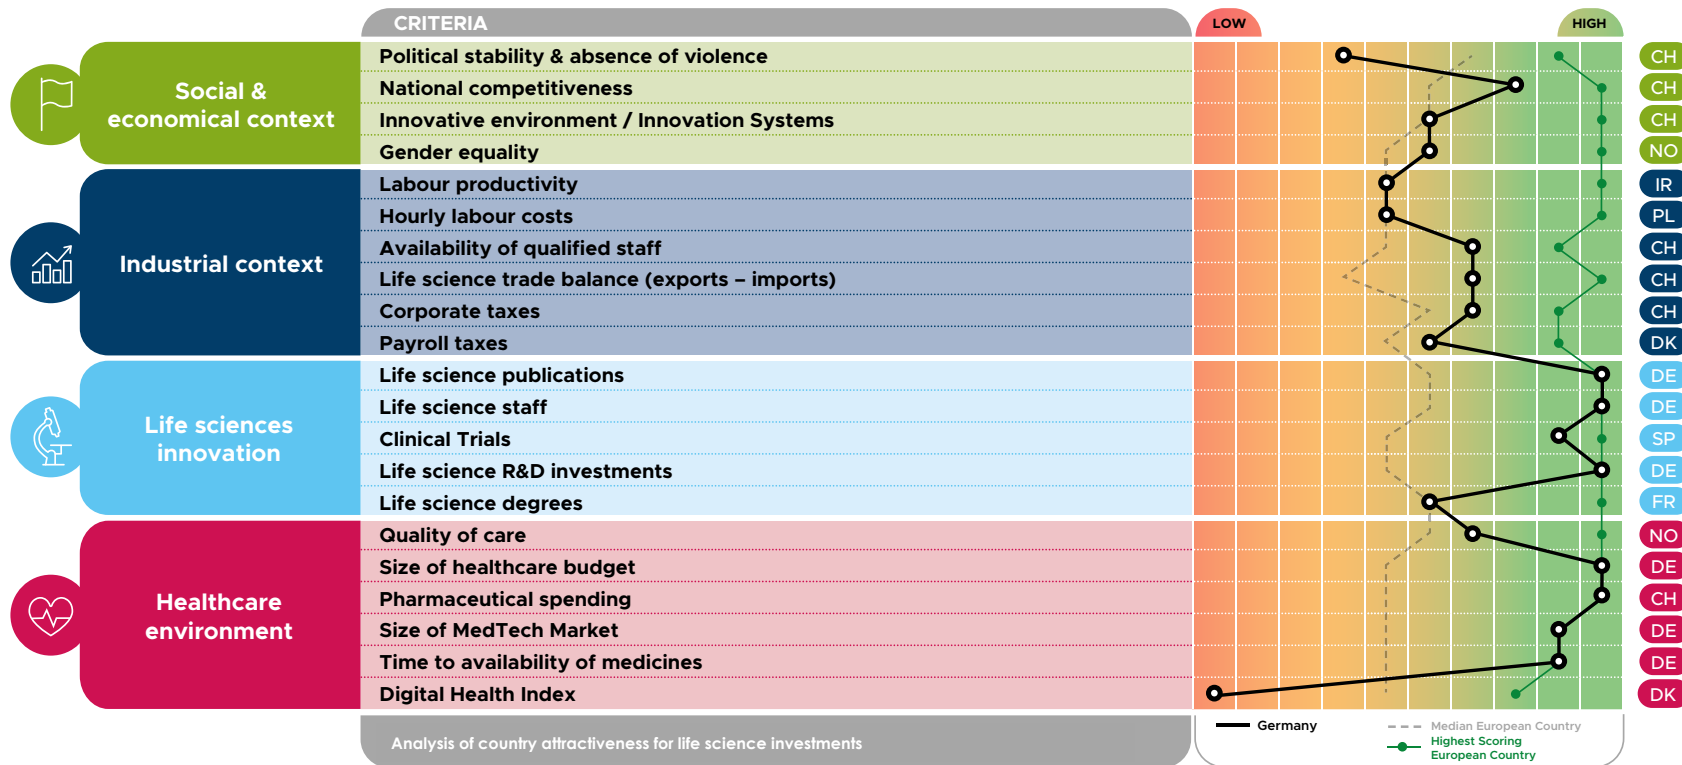 CRITERIA
LOW
HIGH
Social &
economical context
Political stability & absence of violence
CH
National competitiveness
CH
Innovative environment / Innovation Systems
CH
Gender equality
NO
Industrial context
Labour productivity
IR
Hourly labour costs
PL
Availability of qualified staff
CH
Life science trade balance (exports – imports)
CH
Corporate taxes
CH
Payroll taxes
DK
Life sciences
innovation
Life science publications
DE
Life science staff
DE
Clinical Trials
SP
Life science R&D investments
DE
Life science degrees
FR
Healthcare
environment
Quality of care
NO
Size of healthcare budget
DE
Pharmaceutical spending
CH
Size of MedTech Market
DE
Time to availability of medicines
DE
Digital Health Index
DK
Analysis of country attractiveness for life science investments
Germany
Median European Country
Highest Scoring
European Country